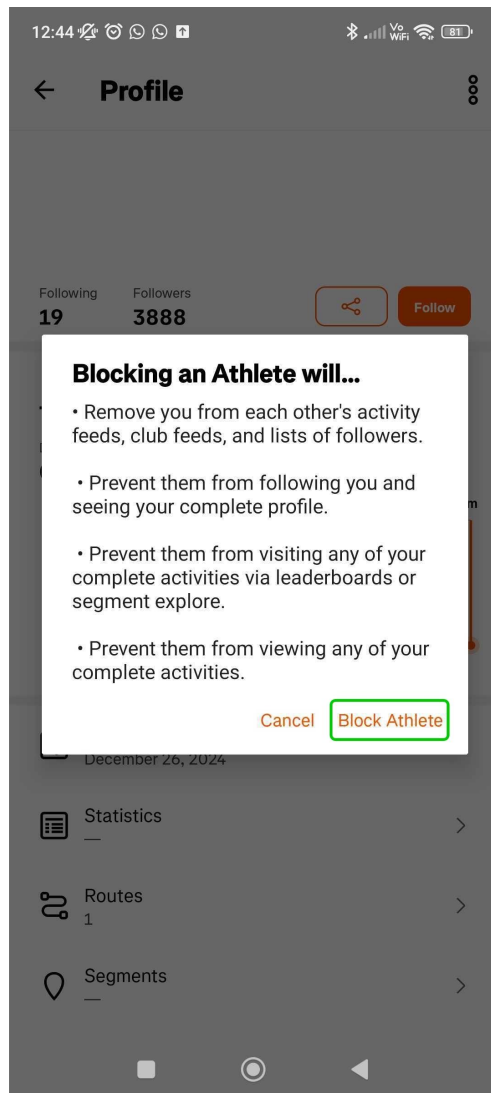 12:44
Vo
WiFi
81
Profile
Following
Followers
19
3888
Follow
Blocking an Athlete will...
• Remove you from each other's activity
feeds, club feeds, and lists of followers.
• Prevent them from following you and
seeing your complete profile.
• Prevent them from visiting any of your
complete activities via leaderboards or
segment explore.
• Prevent them from viewing any of your
complete activities.
m
Cancel
Block Athlete
December 26, 2024
Statistics
—
Routes
1
Segments
—